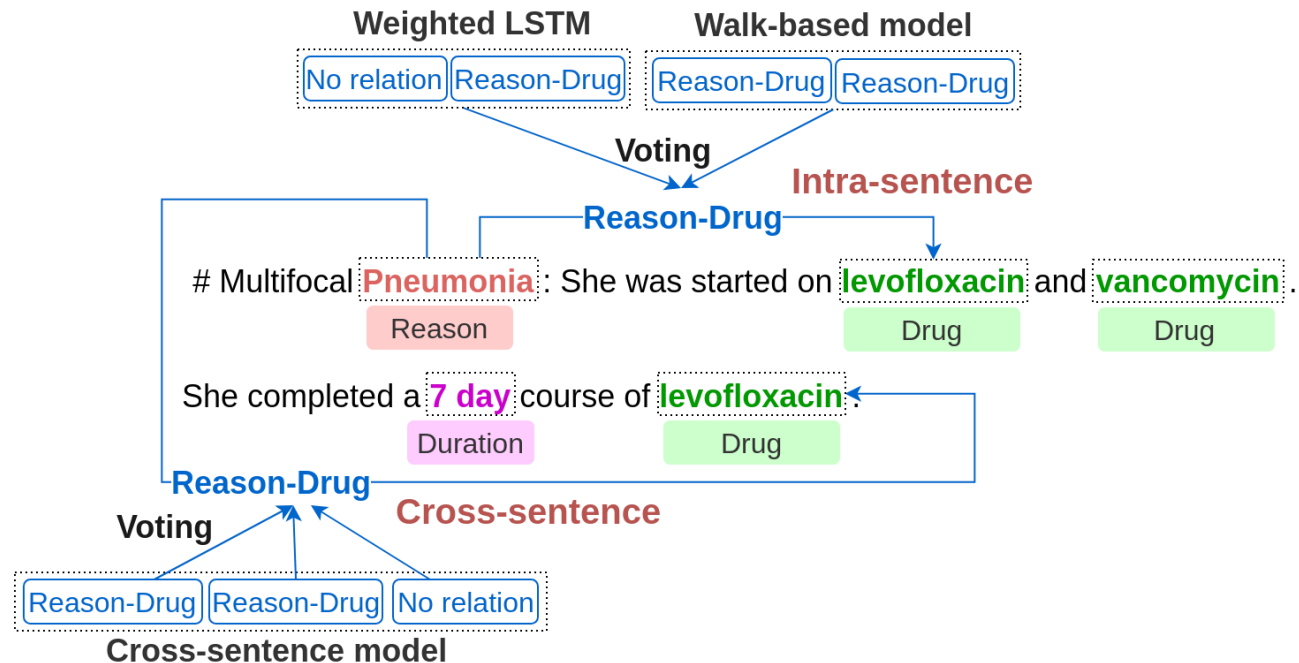 Weighted LSTM
Walk-based model
No relation
Reason-Drug
Reason-Drug
Reason-Drug
Voting
Intra-sentence
Reason-Drug
# Multifocal Pneumonia : She was started on levofloxacin and vancomycin .
Reason
Drug
Drug
She completed a 7 day course of levofloxacin .
Duration
Drug
Reason-Drug
Cross-sentence
Voting
Reason-Drug
Reason-Drug
No relation
Cross-sentence model